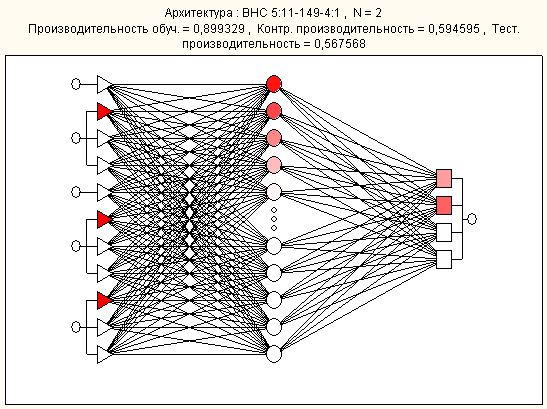 Архитектура : ВНС 5:11-149-4:1 , N = 2
Производительность обуч. = 0,899329 , Контр. производительность = 0,594595 , Тест.
производительность = 0,567568